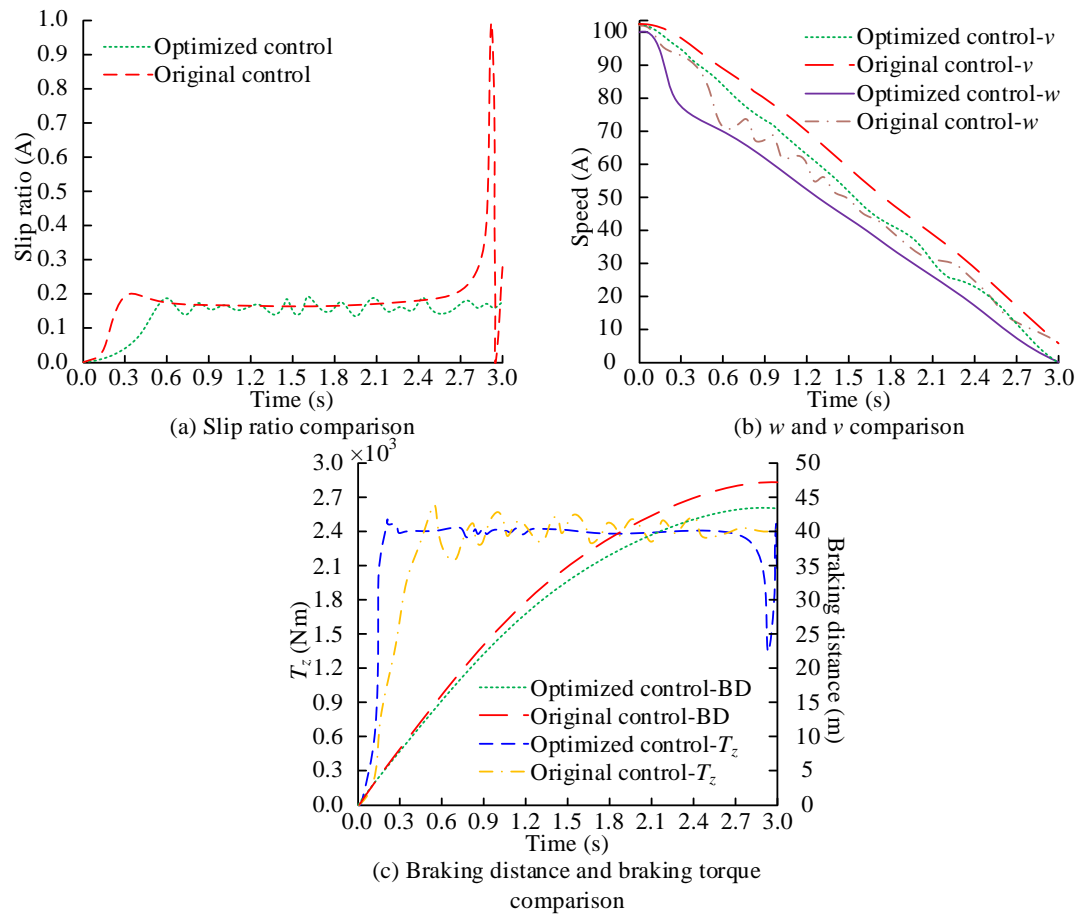 1.0
0.9
0.8
0.7
0.6
0.5
0.4
0.3
0.2
0.1
0.0
Slip ratio (A)
Optimized control
Original control
0.0 0.3 0.6 0.9 1.2 1.5 1.8 2.1 2.4 2.7 3.0
Time (s)
(a) Slip ratio comparison
100
90
80
70
60
50
40
30
20
10
0
Speed (A)
Optimized control-v
Original control-v
Optimized control-w
Original control-w
0.0 0.3 0.6 0.9 1.2 1.5 1.8 2.1 2.4 2.7 3.0
Time (s)
(b) w and v comparison
×10³
3.0
2.7
2.4
2.1
1.8
1.5
1.2
0.9
0.6
0.3
0.0
T_z (Nm)
Optimized control-BD
Original control-BD
Optimized control-T_z
Original control-T_z
50
45
40
35
30
25
20
15
10
5
0
Braking distance (m)
0.0 0.3 0.6 0.9 1.2 1.5 1.8 2.1 2.4 2.7 3.0
Time (s)
(c) Braking distance and braking torque
comparison